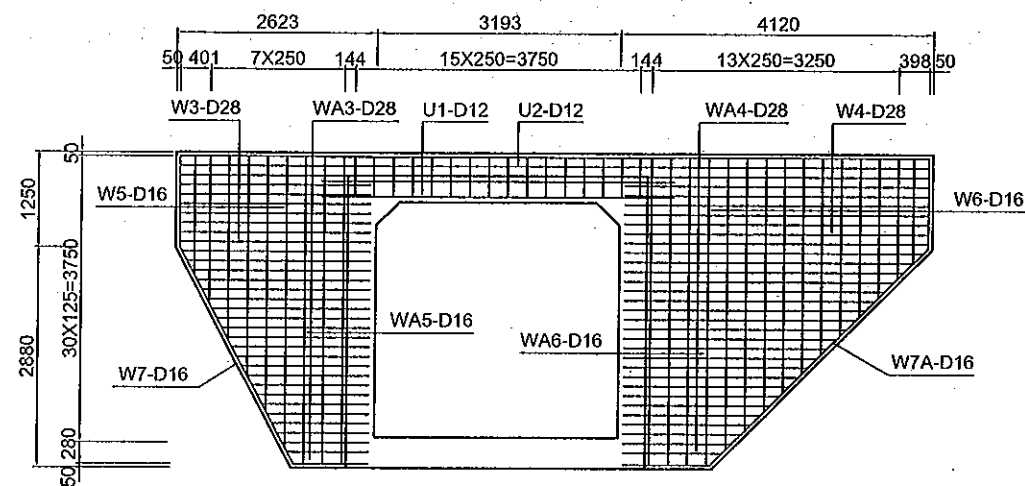 2623 3193 4120
50 401 7X250 144 15X250=3750 144 13X250=3250 398 50
W3-D28 WA3-D28 U1-D12 U2-D12 WA4-D28 W4-D28
50
1250
W5-D16 W6-D16
30X125=3750
WA5-D16 WA6-D16
2880
W7-D16 W7A-D16
280
50